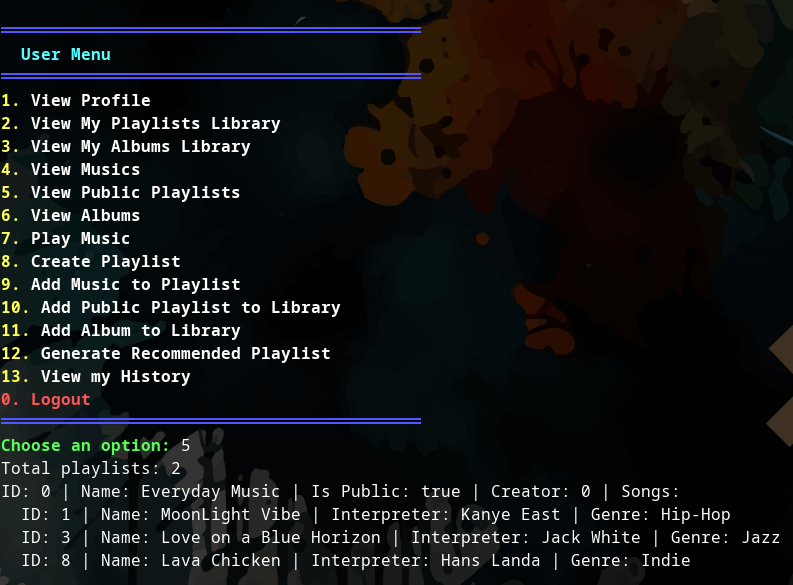 User Menu
1. View Profile
2. View My Playlists Library
3. View My Albums Library
4. View Musics
5. View Public Playlists
6. View Albums
7. Play Music
8. Create Playlist
9. Add Music to Playlist
10. Add Public Playlist to Library
11. Add Album to Library
12. Generate Recommended Playlist
13. View my History
0. Logout
Choose an option: 5
Total playlists: 2
ID: 0 | Name: Everyday Music | Is Public: true | Creator: 0 | Songs:
ID: 1 | Name: MoonLight Vibe | Interpreter: Kanye East | Genre: Hip-Hop
ID: 3 | Name: Love on a Blue Horizon | Interpreter: Jack White | Genre: Jazz
ID: 8 | Name: Lava Chicken | Interpreter: Hans Landa | Genre: Indie